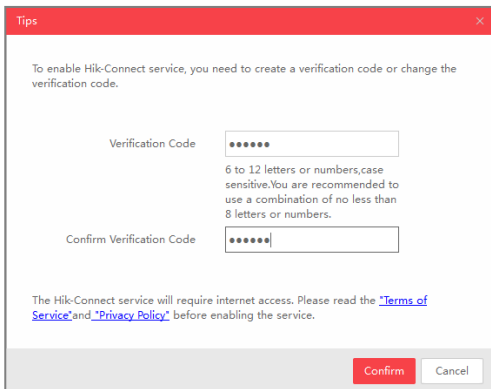 Tips
To enable Hik-Connect service, you need to create a verification code or change the
verification code.
Verification Code
●●●●●●
6 to 12 letters or numbers,case
sensitive.You are recommended to
use a combination of no less than
8 letters or numbers.
Confirm Verification Code
●●●●●●
The Hik-Connect service will require internet access. Please read the "Terms of
Service"and "Privacy Policy" before enabling the service.
Confirm
Cancel